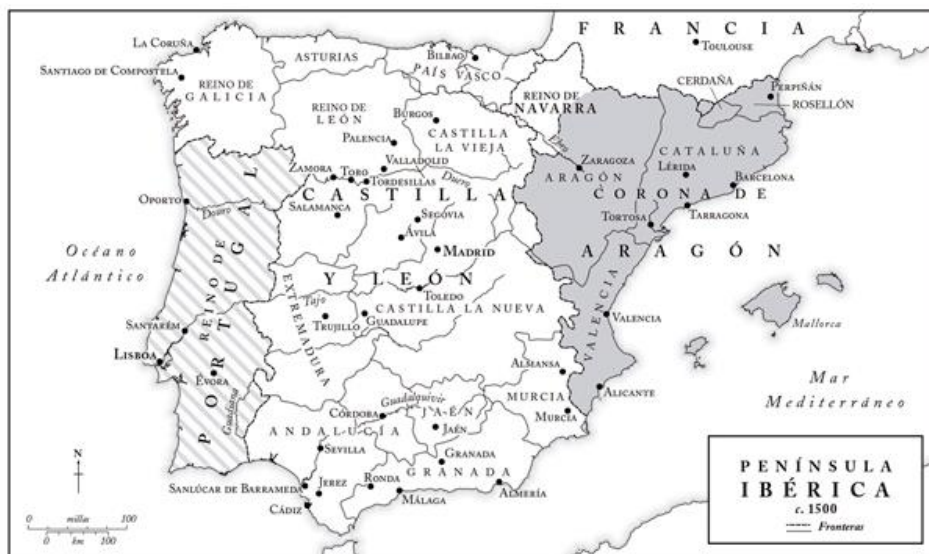 FRANCIA
LA CORUÑA
TOULOUSE
ASTURIAS
BILBAO
PAÍS VASCO
SANTIAGO DE COMPOSTELA
REINO DE
GALICIA
CERDAÑA
PERPIÑÁN
ROSELLÓN
REINO DE
LEÓN
REINO DE
NAVARRA
BURGOS
PALENCIA
CASTILLA
LA VIEJA
Ebro
CATALUÑA
VALLADOLID
ZARAGOZA
LÉRIDA
ARAGÓN
BARCELONA
ZAMORA
TORO
TORDESILLAS
Duero
CASTILLA
CORONA DE
OPORTO
Douro
SALAMANCA
SEGOVIA
TORTOSA
TARRAGONA
ÁVILA
MADRID
ARAGÓN
Océano
Atlántico
REINO DE
PORTUGAL
Y LEÓN
TOLEDO
CASTILLA LA NUEVA
Tajo
EXTREMADURA
TRUJILLO
GUADALUPE
VALENCIA
VALENCIA
Mallorca
SANTARÉM
LISBOA
ÉVORA
Guadiana
ALMANSA
ALICANTE
Mar
Mediterráneo
Guadalquivir
MURCIA
MURCIA
CÓRDOBA
JAÉN
JAÉN
ANDALUCÍA
SEVILLA
GRANADA
GRANADA
SANLÚCAR DE BARRAMEDA
JEREZ
RONDA
CÁDIZ
MÁLAGA
ALMERÍA
N
0 millas 100
0 km 100
PENÍNSULA
IBÉRICA
c. 1500
Fronteras